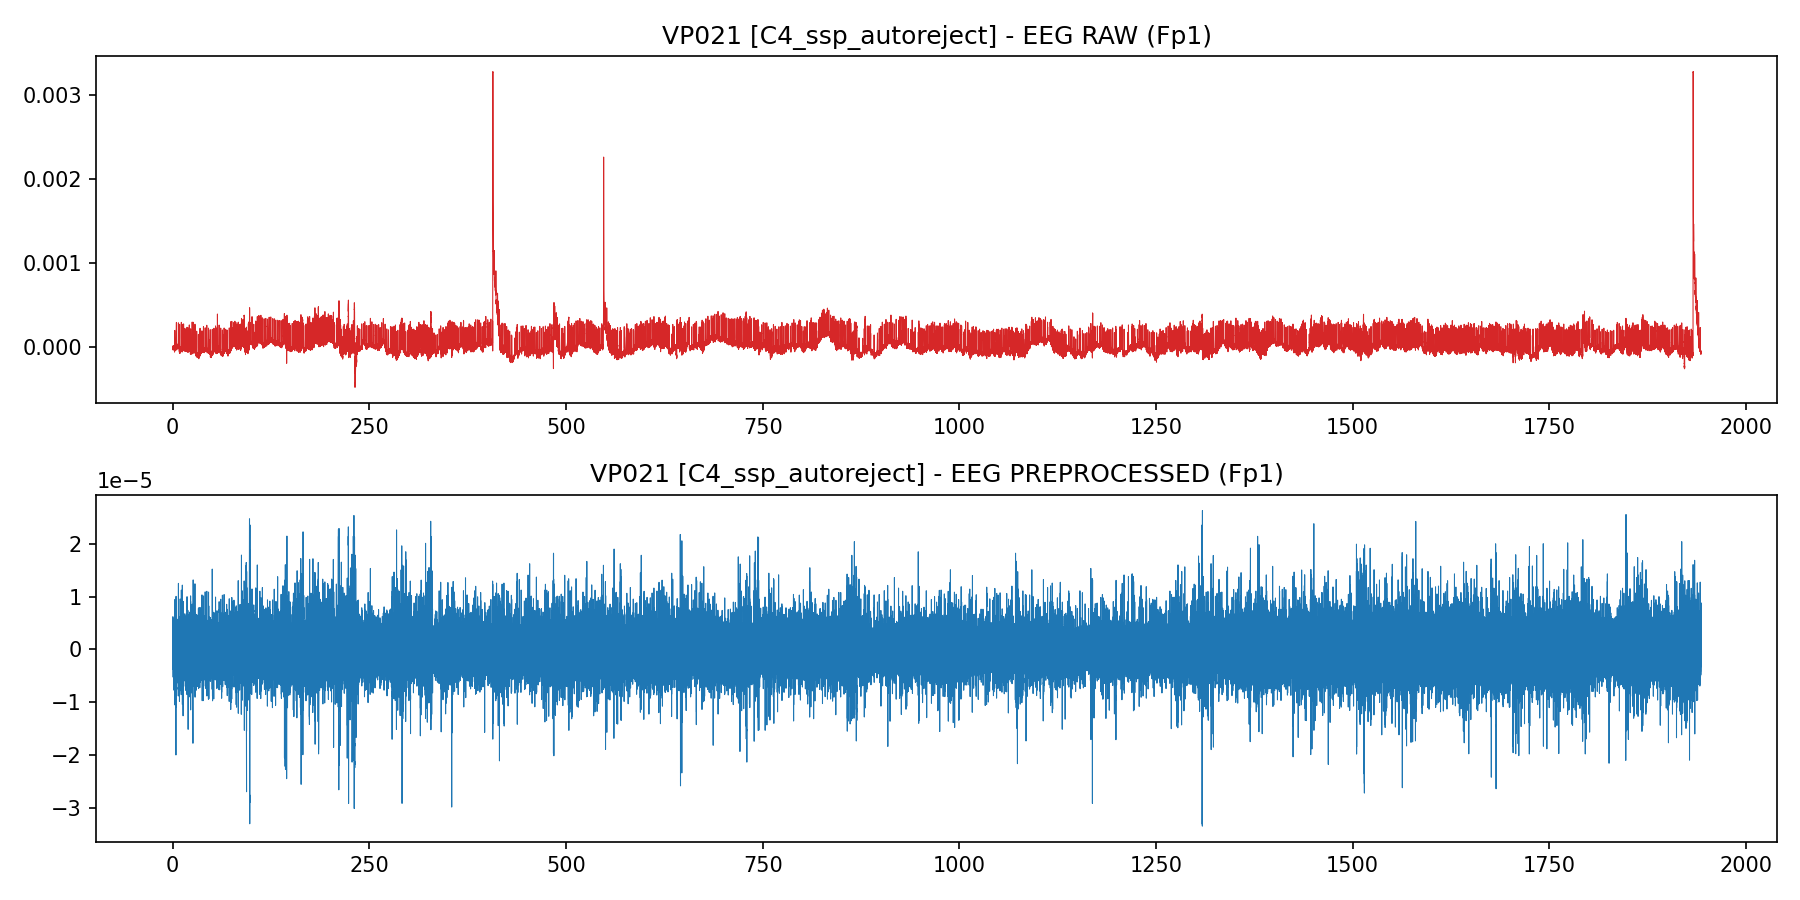 VP021 [C4_ssp_autoreject] - EEG RAW (Fp1)
0.003
0.002
0.001
0.000
0 250 500 750 1000 1250 1500 1750 2000
VP021 [C4_ssp_autoreject] - EEG PREPROCESSED (Fp1)
1e−5
2
1
0
−1
−2
−3
0 250 500 750 1000 1250 1500 1750 2000